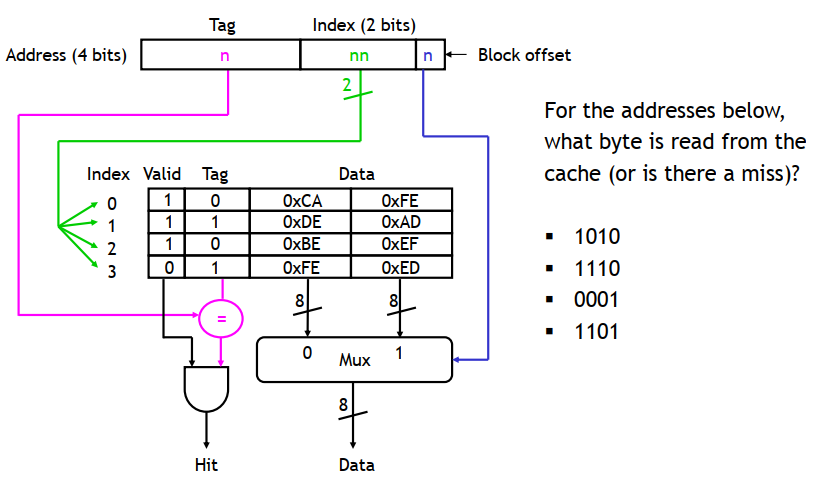 Tag Index (2 bits)
Address (4 bits) n nn n Block offset
2
For the addresses below,
what byte is read from the
cache (or is there a miss)?
Index Valid Tag Data
0 1 0 0xCA 0xFE
1 1 1 0xDE 0xAD
2 1 0 0xBE 0xEF
3 0 1 0xFE 0xED
▪ 1010
▪ 1110
▪ 0001
▪ 1101
8 8
=
0 Mux 1
8
Hit Data